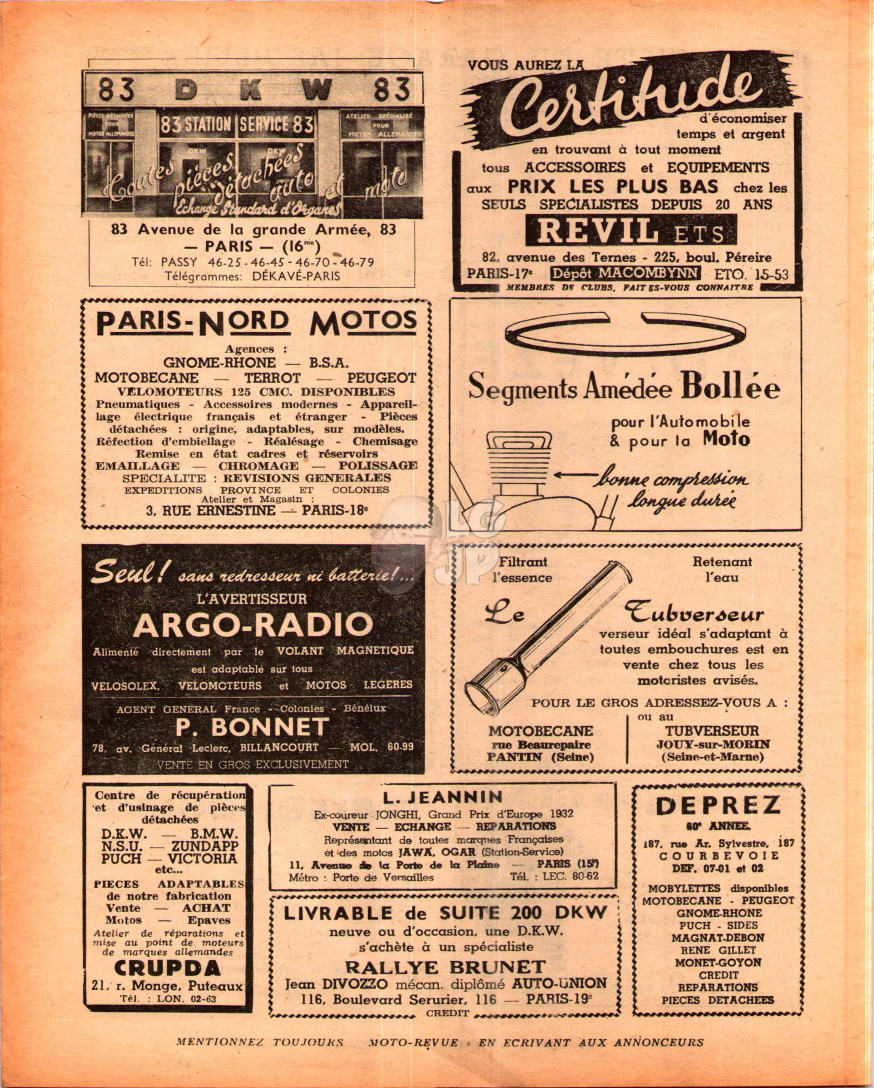 83 D K W 83
PIÈCES DÉTACHÉES
POUR
MOTOS ALLEMANDES
83 STATION SERVICE 83
ATELIER SPÉCIALISÉ
POUR
MOTOS ALLEMANDES
DKW DKW
Toutes pièces
détachées
auto et moto
Échange Standard d'Organes
83 Avenue de la grande Armée, 83
— PARIS — (16me)
Tél: PASSY 46-25 - 46-45 - 46-70 - 46-79
Télégrammes: DÉKAVÉ-PARIS
VOUS AUREZ LA
Certitude
d'économiser
temps et argent
en trouvant à tout moment
tous ACCESSOIRES et EQUIPEMENTS
aux PRIX LES PLUS BAS chez les
SEULS SPECIALISTES DEPUIS 20 ANS
REVIL ETS
82, avenue des Ternes - 225, boul. Péreire
PARIS-17e Dépôt MACOMBYNN ETO. 15-53
MEMBRES DE CLUBS, FAITES-VOUS CONNAITRE
PARIS-NORD MOTOS
Agences :
GNOME-RHONE — B.S.A.
MOTOBECANE — TERROT — PEUGEOT
VELOMOTEURS 125 CMC. DISPONIBLES
Pneumatiques - Accessoires modernes - Appareil-
lage électrique français et étranger - Pièces
détachées : origine, adaptables, sur modèles.
Réfection d'embiellage - Réalésage - Chemisage
Remise en état cadres et réservoirs
EMAILLAGE — CHROMAGE — POLISSAGE
SPECIALITE : REVISIONS GENERALES
EXPEDITIONS PROVINCE ET COLONIES
Atelier et Magasin :
3, RUE ERNESTINE — PARIS-18e
Segments Amédée Bollée
pour l'Automobile
& pour la Moto
bonne compression
longue durée
LC
JP
Seul! sans redresseur ni batterie!...
L'AVERTISSEUR
ARGO-RADIO
Alimenté directement par le VOLANT MAGNETIQUE
est adaptable sur tous
VELOSOLEX, VELOMOTEURS et MOTOS LEGERES
AGENT GENERAL France - Colonies - Bénélux
P. BONNET
78, av. Général Leclerc, BILLANCOURT — MOL. 60-99
VENTE EN GROS EXCLUSIVEMENT
Filtrant
l'essence
Retenant
l'eau
Le Tubverseur
verseur idéal s'adaptant à
toutes embouchures est en
vente chez tous les
motoristes avisés.
POUR LE GROS ADRESSEZ-VOUS A :
ou au
MOTOBECANE
rue Beaurepaire
PANTIN (Seine)
TUBVERSEUR
JOUY-sur-MORIN
(Seine-et-Marne)
Centre de récupération
et d'usinage de pièces
détachées
D.K.W. — B.M.W.
N.S.U. — ZUNDAPP
PUCH — VICTORIA
etc...
PIECES ADAPTABLES
de notre fabrication
Vente — ACHAT
Motos — Epaves
Atelier de réparations et
mise au point de moteurs
de marques allemandes
CRUPDA
21, r. Monge, Puteaux
Tél. : LON. 02-63
L. JEANNIN
Ex-coureur JONGHI, Grand Prix d'Europe 1932
VENTE — ECHANGE — REPARATIONS
Représentant de toutes marques Françaises
et des motos JAWA, OGAR (Station-Service)
11, Avenue de la Porte de la Plaine — PARIS (15e)
Métro : Porte de Versailles Tél. : LEC. 80-62
LIVRABLE de SUITE 200 DKW
neuve ou d'occasion, une D.K.W.
s'achète à un spécialiste
RALLYE BRUNET
Jean DIVOZZO mécan. diplômé AUTO-UNION
116, Boulevard Serurier, 116 — PARIS-19e
CREDIT
DEPREZ
60e ANNEE.
187, rue Ar. Sylvestre, 187
COURBEVOIE
DEF. 07-01 et 02
MOBYLETTES disponibles
MOTOBECANE - PEUGEOT
GNOME-RHONE
PUCH - SIDES
MAGNAT-DEBON
RENE GILLET
MONET-GOYON
CREDIT
REPARATIONS
PIECES DETACHEES
MENTIONNEZ TOUJOURS MOTO-REVUE » EN ECRIVANT AUX ANNONCEURS